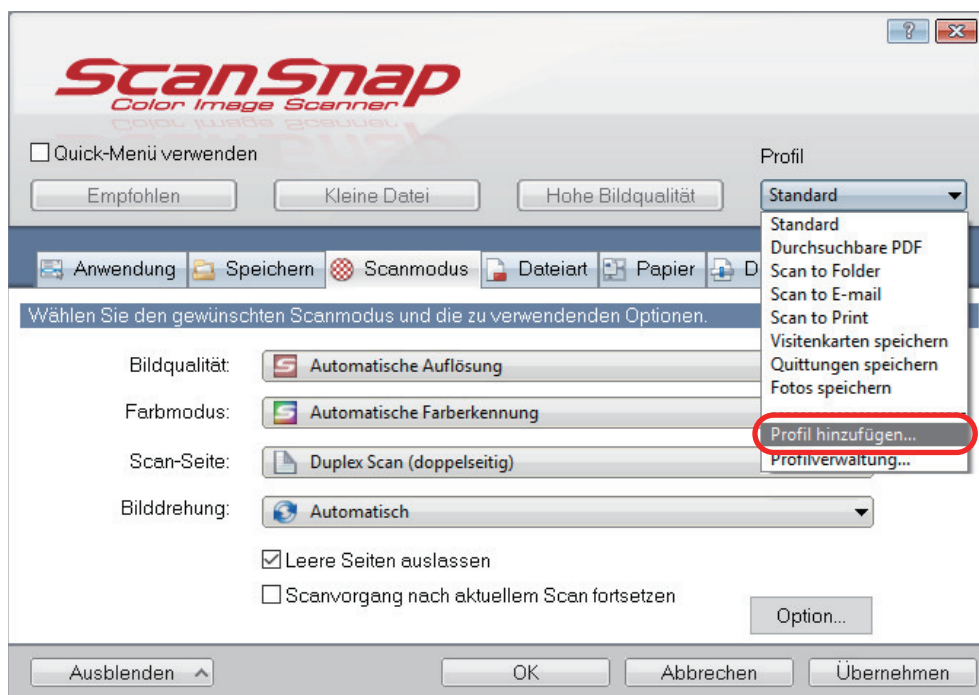 ScanSnap
Color Image Scanner
Quick-Menü verwenden
Profil
Empfohlen
Kleine Datei
Hohe Bildqualität
Standard
Standard
Durchsuchbare PDF
Scan to Folder
Scan to E-mail
Scan to Print
Visitenkarten speichern
Quittungen speichern
Fotos speichern
Profil hinzufügen...
Profilverwaltung...
Anwendung
Speichern
Scanmodus
Dateiart
Papier
D
Wählen Sie den gewünschten Scanmodus und die zu verwendenden Optionen.
Bildqualität:
Automatische Auflösung
Farbmodus:
Automatische Farberkennung
Scan-Seite:
Duplex Scan (doppelseitig)
Bilddrehung:
Automatisch
Leere Seiten auslassen
Scanvorgang nach aktuellem Scan fortsetzen
Option...
Ausblenden
OK
Abbrechen
Übernehmen